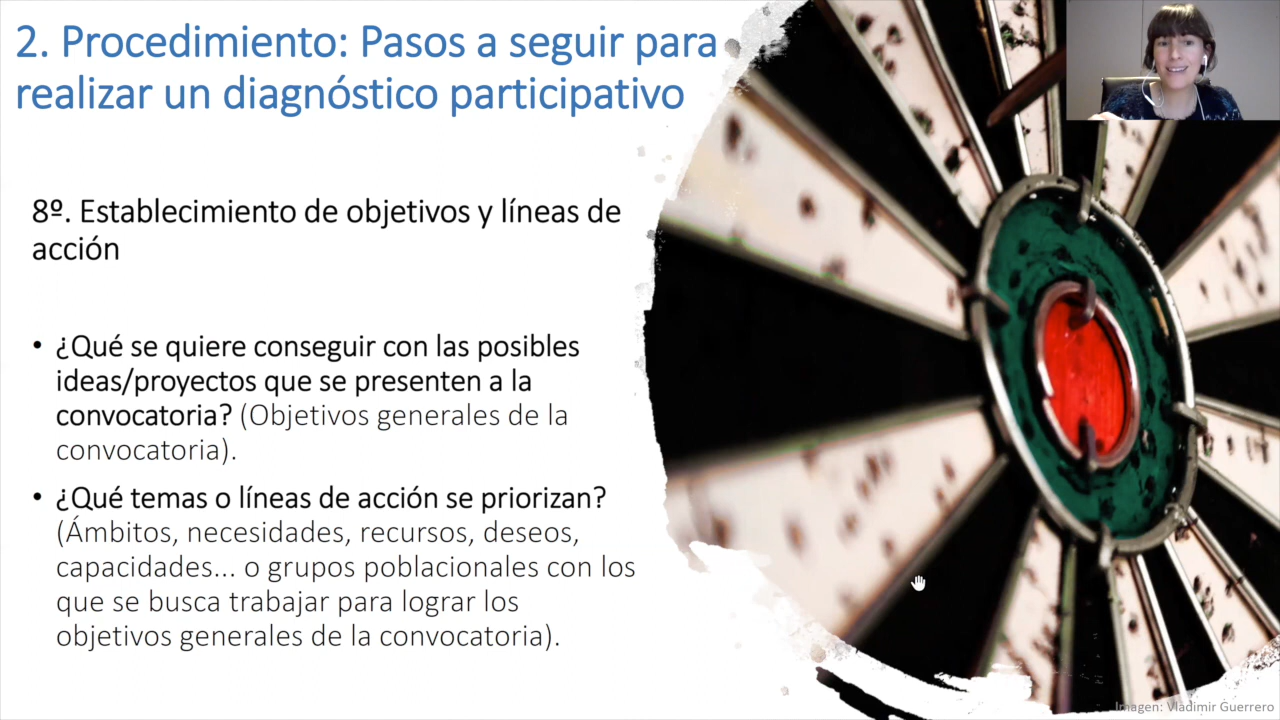 2. Procedimiento: Pasos a seguir para
realizar un diagnóstico participativo
8º. Establecimiento de objetivos y líneas de
acción
• ¿Qué se quiere conseguir con las posibles
ideas/proyectos que se presenten a la
convocatoria? (Objetivos generales de la
convocatoria).
• ¿Qué temas o líneas de acción se priorizan?
(Ámbitos, necesidades, recursos, deseos,
capacidades... o grupos poblacionales con los
que se busca trabajar para lograr los
objetivos generales de la convocatoria).
Imagen: Vladimir Guerrero